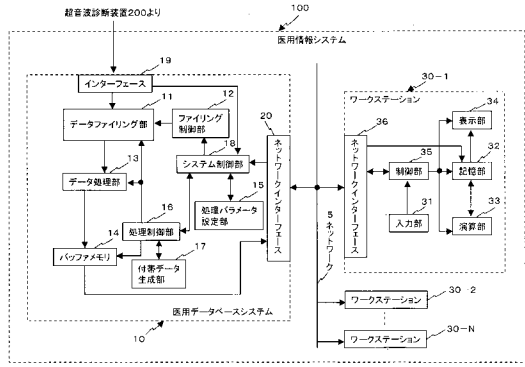 超音波診断装置200より
100
医用情報システム
19
インターフェース
11
データファイリング部
12
ファイリング
制御部
18
システム制御部
13
データ処理部
15
処理パラメータ
設定部
16
処理制御部
14
バッファメモリ
17
付帯データ
生成部
医用データベースシステム
10
20
ネットワークインターフェース
5 ネットワーク
30-1
ワークステーション
36
ネットワークインターフェース
34
表示部
35
制御部
32
記憶部
31
入力部
33
演算部
ワークステーション
30-2
ワークステーション
30-N